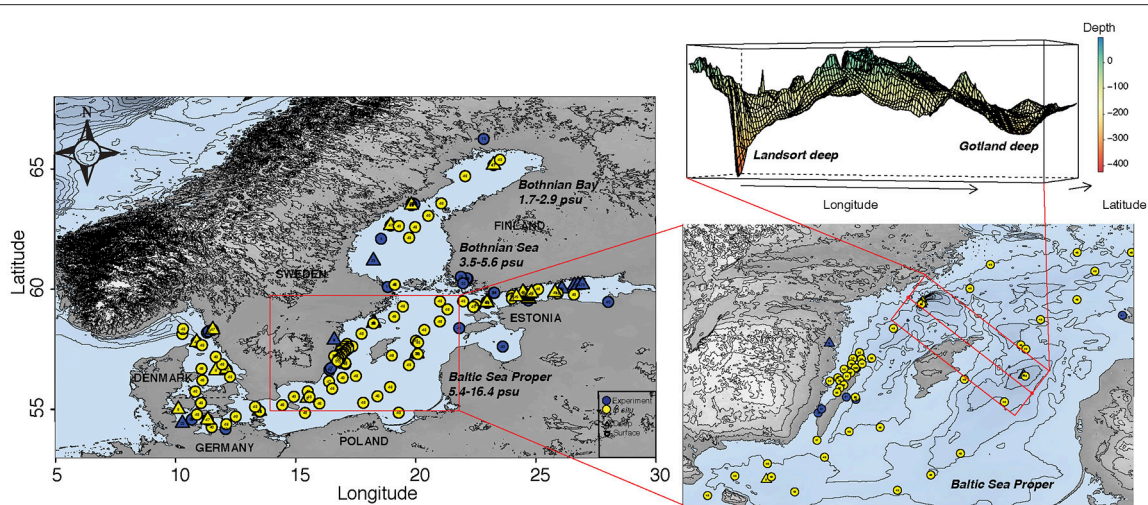 Depth
0
−100
−200
−300
−400
Landsort deep
Gotland deep
Longitude
Latitude
N
65
60
55
Latitude
Bothnian Bay
1.7-2.9 psu
FINLAND
Bothnian Sea
3.5-5.6 psu
SWEDEN
ESTONIA
DENMARK
Baltic Sea Proper
5.4-16.4 psu
GERMANY
POLAND
Experiment
Surface
5
10
15
20
25
30
Longitude
Baltic Sea Proper